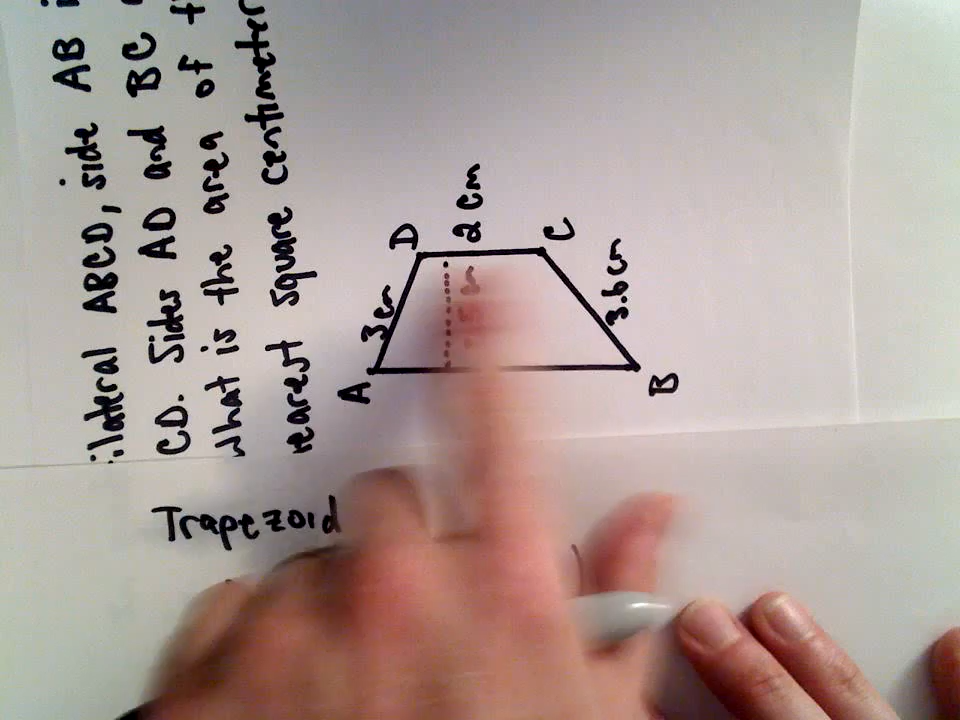 ilateral ABCD, side AB
CD. Sides AD and BC
what is the area of
nearest square centimeter
D
2 cm
C
3 cm
3.6 cm
A
B
Trapezoid